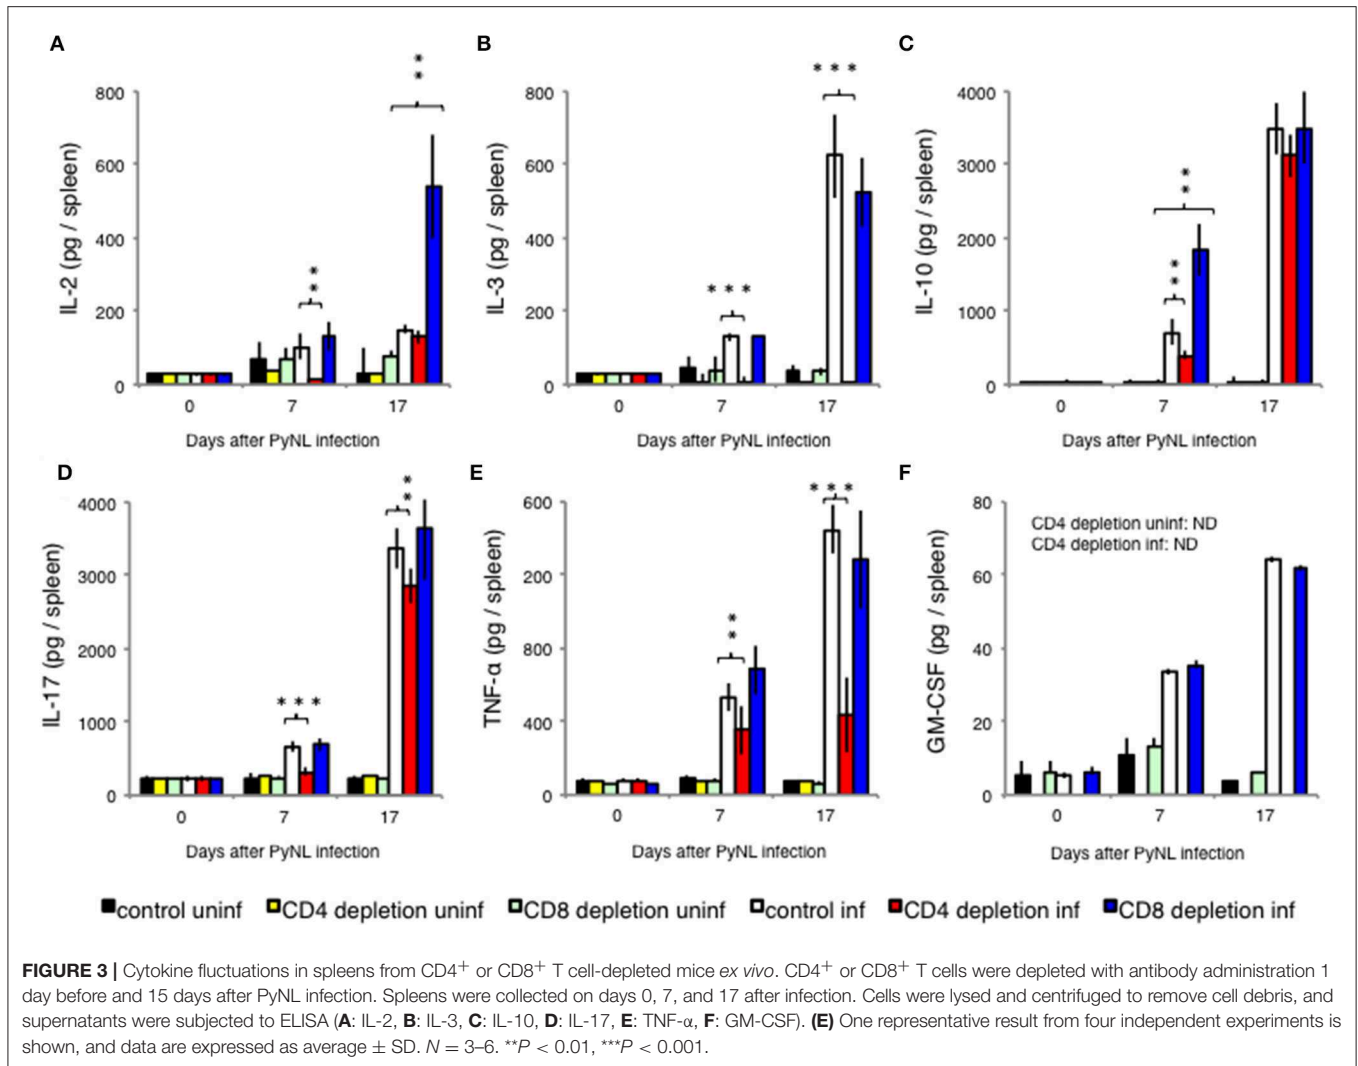 A
**
800
600
400
200
0
IL-2 (pg / spleen)
**
0 7 17
Days after PyNL infection
B
***
800
600
400
200
0
IL-3 (pg / spleen)
***
0 7 17
Days after PyNL infection
C
4000
3000
2000
1000
0
IL-10 (pg / spleen)
**
**
0 7 17
Days after PyNL infection
D
**
4000
3000
2000
1000
0
IL-17 (pg / spleen)
***
0 7 17
Days after PyNL infection
E
***
600
200
800
400
0
TNF-α (pg / spleen)
**
0 7 17
Days after PyNL infection
F
80
60
40
20
0
GM-CSF (pg / spleen)
CD4 depletion uninf: ND
CD4 depletion inf: ND
0 7 17
Days after PyNL infection
control uninf CD4 depletion uninf CD8 depletion uninf control inf CD4 depletion inf CD8 depletion inf
FIGURE 3 | Cytokine fluctuations in spleens from CD4+ or CD8+ T cell-depleted mice ex vivo. CD4+ or CD8+ T cells were depleted with antibody administration 1
day before and 15 days after PyNL infection. Spleens were collected on days 0, 7, and 17 after infection. Cells were lysed and centrifuged to remove cell debris, and
supernatants were subjected to ELISA (A: IL-2, B: IL-3, C: IL-10, D: IL-17, E: TNF-α, F: GM-CSF). (E) One representative result from four independent experiments is
shown, and data are expressed as average ± SD. N = 3–6. **P < 0.01, ***P < 0.001.